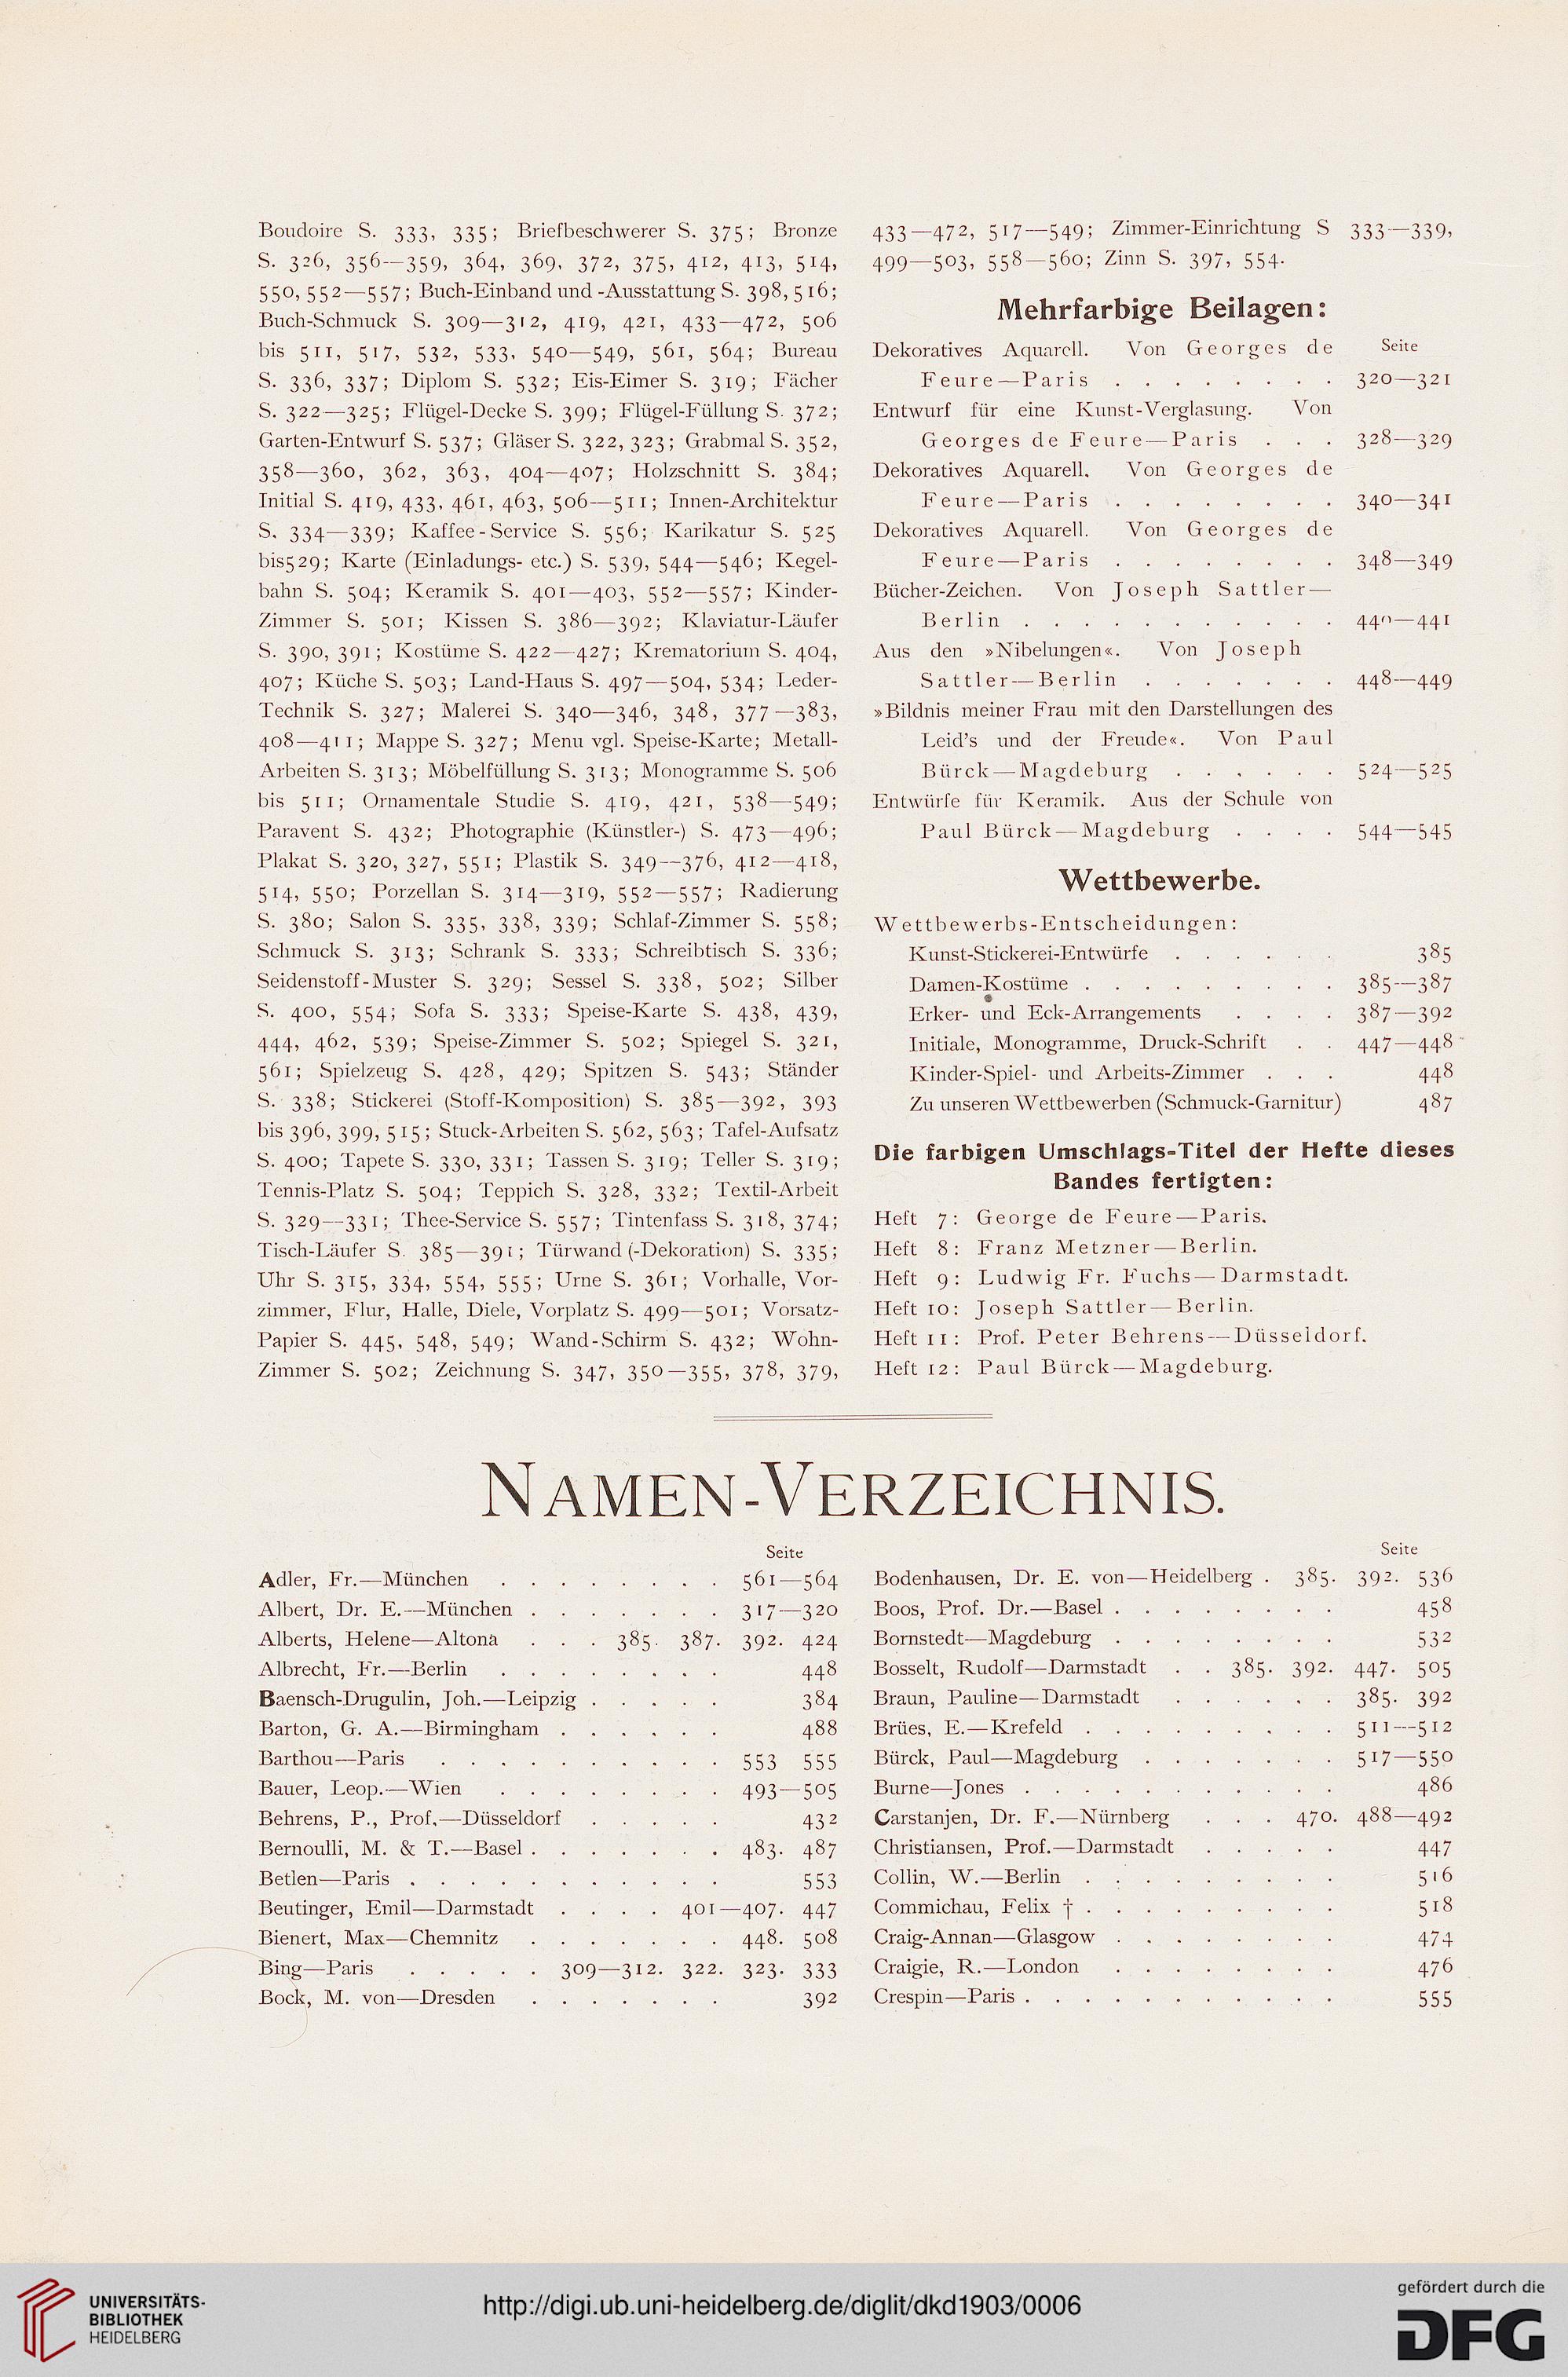 Boudoire S. 333, 335; Briefbeschwerer S. 375; Bronze
S. 326, 356—359, 364, 369, 372, 375, 412, 413, 514,
550, 552—557; Buch-Einband und -Ausstattung S. 398, 516;
Buch-Schmuck S. 309—312, 419, 421, 433—472, 506
bis 511, 517, 532, 533, 540—549, 561, 564; Bureau
S. 336, 337; Diplom S. 532; Eis-Eimer S. 319; Fächer
S. 322—325; Flügel-Decke S. 399; Flügel-Füllung S. 372;
Garten-Entwurf S. 537; Gläser S. 322, 323; Grabmal S. 352,
358—360, 362, 363, 404—407; Holzschnitt S. 384;
Initial S. 419, 433, 461, 463, 506—511; Innen-Architektur
S. 334—339; Kaffee-Service S. 556; Karikatur S. 525
bis 529; Karte (Einladungs- etc.) S. 539, 544—546; Kegel-
bahn S. 504; Keramik S. 401—403, 552—557; Kinder-
Zimmer S. 501; Kissen S. 386—392; Klaviatur-Läufer
S. 390, 391; Kostüme S. 422—427; Krematorium S. 404,
407; Küche S. 503; Land-Haus S. 497—504, 534; Leder-
Technik S. 327; Malerei S. 340—346, 348, 377—383,
408—411; Mappe S. 327; Menu vgl. Speise-Karte; Metall-
Arbeiten S. 313; Möbelfüllung S. 313; Monogramme S. 506
bis 511; Ornamentale Studie S. 419, 421, 538—549;
Paravent S. 432; Photographie (Künstler-) S. 473—496;
Plakat S. 320, 327, 551; Plastik S. 349—376, 412—418,
514, 550; Porzellan S. 314—319, 552—557; Radierung
S. 380; Salon S. 335, 338, 339; Schlaf-Zimmer S. 558;
Schmuck S. 313; Schrank S. 333; Schreibtisch S. 336;
Seidenstoff-Muster S. 329; Sessel S. 338, 502; Silber
S. 400, 554; Sofa S. 333; Speise-Karte S. 438, 439,
444, 462, 539; Speise-Zimmer S. 502; Spiegel S. 321,
561; Spielzeug S. 428, 429; Spitzen S. 543; Ständer
S. 338; Stickerei (Stoff-Komposition) S. 385—392, 393
bis 396, 399, 515; Stuck-Arbeiten S. 562, 563; Tafel-Aufsatz
S. 400; Tapete S. 330, 331; Tassen S. 319; Teller S. 319;
Tennis-Platz S. 504; Teppich S. 328, 332; Textil-Arbeit
S. 329—331; Thee-Service S. 557; Tintenfass S. 318, 374;
Tisch-Läufer S. 385—391; Türwand (-Dekoration) S. 335;
Uhr S. 315, 334, 554, 555; Urne S. 361; Vorhalle, Vor-
zimmer, Flur, Halle, Diele, Vorplatz S. 499—501; Vorsatz-
Papier S. 445, 548, 549; Wand-Schirm S. 432; Wohn-
Zimmer S. 502; Zeichnung S. 347, 350—355, 378, 379,
433—472, 517—549; Zimmer-Einrichtung S 333—339,
499—503, 558—560; Zinn S. 397, 554.
Mehrfarbige Beilagen:
Dekoratives Aquarell. Von Georges de Seite
Feure—Paris . . . . . . . . 320—321
Entwurf für eine Kunst-Verglasung. Von
Georges de Feure—Paris . . . 328—329
Dekoratives Aquarell. Von Georges de
Feure—Paris . . . . . . . . 340—341
Dekoratives Aquarell. Von Georges de
Feure—Paris . . . . . . . . 348—349
Bücher-Zeichen. Von Joseph Sattler—
Berlin . . . . . . . . . . . 440—441
Aus den »Nibelungen«. Von Joseph
Sattler—Berlin . . . . . . . 448—449
»Bildnis meiner Frau mit den Darstellungen des
Leid's und der Freude«. Von Paul
Bürck—Magdeburg . . . . . . 524—525
Entwürfe für Keramik. Aus der Schule von
Paul Bürck—Magdeburg . . . . 544—545
Wettbewerbe.
Wettbewerbs-Entscheidungen:
Kunst-Stickerei-Entwürfe . . . . . . 385
Damen-Kostüme . . . . . . . . . 385—387
Erker- und Eck-Arrangements . . . . 387—392
Initiale, Monogramme, Druck-Schrift . . 447—448
Kinder-Spiel- und Arbeits-Zimmer . . . 448
Zu unseren Wettbewerben (Schmuck-Garnitur) 487
Die farbigen Umschlags-Titel der Hefte dieses
Bandes fertigten:
Heft 7: George de Feure—Paris.
Heft 8: Franz Metzner—Berlin.
Heft 9: Ludwig Fr. Fuchs—Darmstadt.
Heft 10: Joseph Sattler—Berlin.
Heft 11: Prof. Peter Behrens—Düsseldorf.
Heft 12: Paul Bürck—Magdeburg.
NAMEN-VERZEICHNIS.
Seite
Adler, Fr.—München . . . . . . . . 561—564
Albert, Dr. E.—München . . . . . . . 317—320
Alberts, Helene—Altona . . . 385. 387. 392. 424
Albrecht, Fr.—Berlin . . . . . . . . 448
Baensch-Drugulin, Joh.—Leipzig . . . . . 384
Barton, G. A.—Birmingham . . . . . . 488
Barthou—Paris . . . . . . . . . . 553 555
Bauer, Leop.—Wien . . . . . . . . 493—505
Behrens, P., Prof.—Düsseldorf . . . . . 432
Bernoulli, M. & T.—Basel . . . . . . . 483. 487
Betlen—Paris . . . . . . . . . . . 553
Beutinger, Emil—Darmstadt . . . . 401—407. 447
Bienert, Max—Chemnitz . . . . . . . 448. 508
Bing—Paris . . . . . 309—312. 322. 323. 333
Bock, M. von—Dresden . . . . . . . 392
Seite
Bodenhausen, Dr. E. von—Heidelberg . 385. 392. 536
Boos, Prof. Dr.—Basel . . . . . . . . 458
Bornstedt—Magdeburg . . . . . . . . 532
Bosselt, Rudolf—Darmstadt . . 385. 392. 447. 505
Braun, Pauline—Darmstadt . . . . . . 385. 392
Brües, E.—Krefeld . . . . . . . . . 511—512
Bürck, Paul—Magdeburg . . . . . . . 517—550
Burne—Jones . . . . . . . . . . . 486
Carstanjen, Dr. F.—Nürnberg . . . 470. 488—492
Christiansen, Prof.—Darmstadt . . . . . 447
Collin, W.—Berlin . . . . . . . . . 516
Commichau, Felix † . . . . . . . . . 518
Craig-Annan—Glasgow . . . . . . . . 474
Craigie, R.—London . . . . . . . . 476
Crespin—Paris . . . . . . . . . . . 555
UNIVERSITÄTS-
BIBLIOTHEK
HEIDELBERG
http://digi.ub.uni-heidelberg.de/diglit/dkd1903/0006
gefördert durch die
DFG